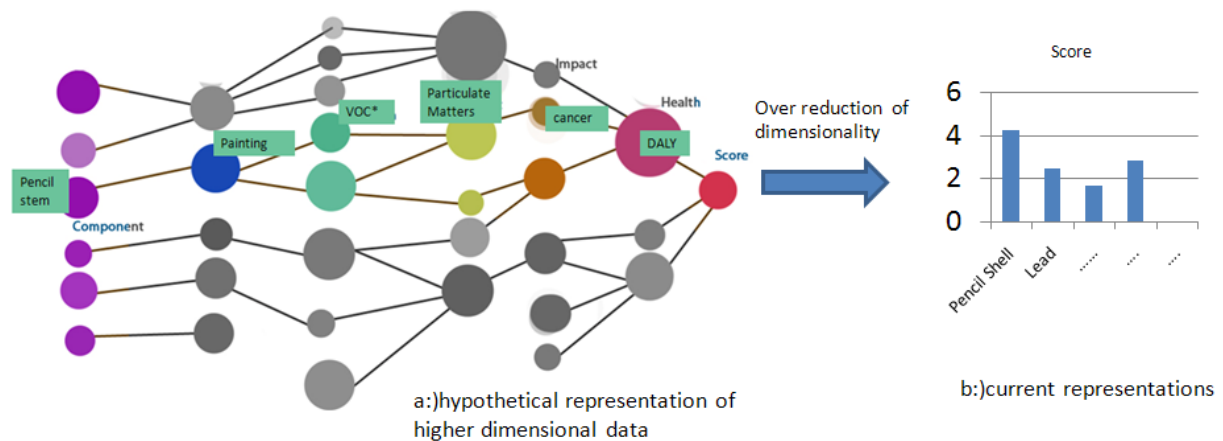 Impact
Particulate
Matters
Health
VOC*
cancer
Painting
DALY
Score
Pencil
stem
Component
Over reduction of
dimensionality
Score
6
4
2
0
Pencil Shell
Lead
......
....
....
a:)hypothetical representation of
higher dimensional data
b:)current representations